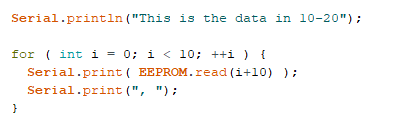 Serial.println("This is the data in 10-20");
for ( int i = 0; i < 10; ++i ) {
Serial.print( EEPROM.read(i+10) );
Serial.print(", ");
}